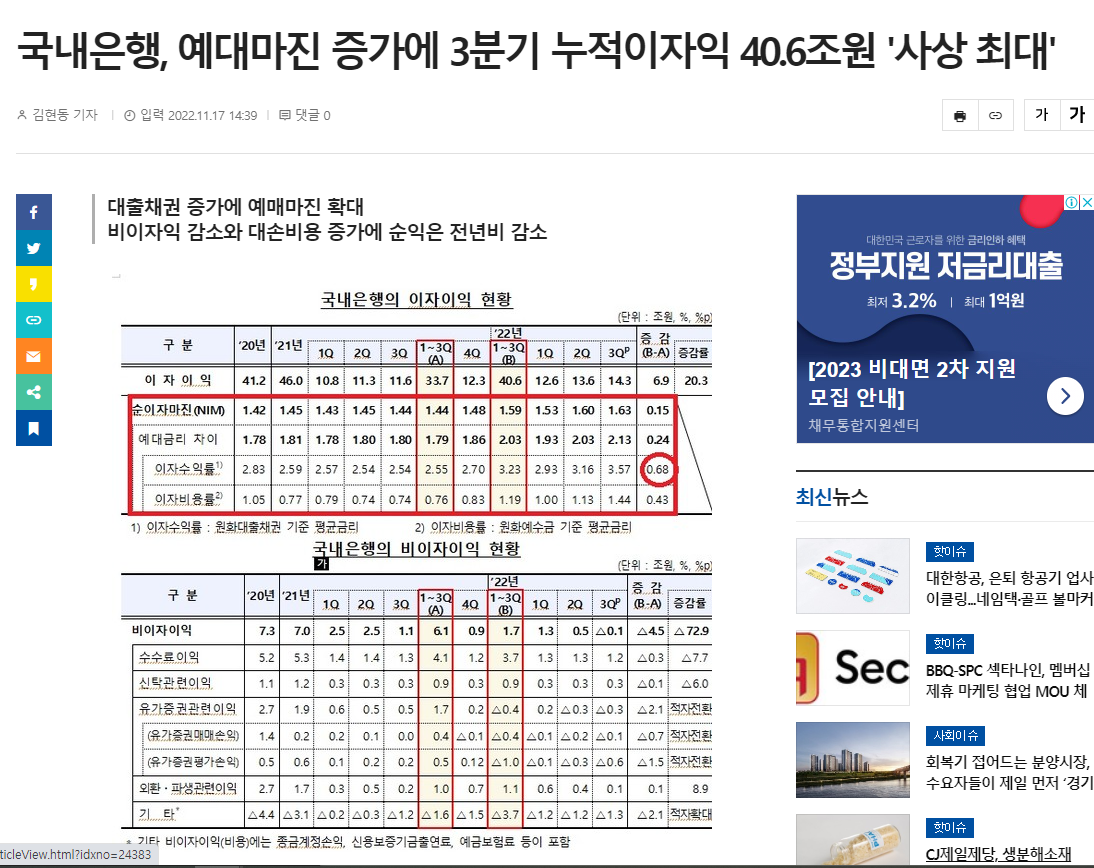 국내은행, 예대마진 증가에 3분기 누적이자익 40.6조원 '사상 최대'
김현동 기자 입력 2022.11.17 14:39 댓글 0
가 가
대출채권 증가에 예매마진 확대
비이자익 감소와 대손비용 증가에 순익은 전년비 감소
국내은행의 이자이익 현황
(단위 : 조원, %, %p)
구 분 '20년 '21년 1Q 2Q 3Q 1~3Q(A) 4Q '22년 1~3Q(B) 1Q 2Q 3Qᴾ 증 감(B-A) 증감률
이 자 이 익 41.2 46.0 10.8 11.3 11.6 33.7 12.3 40.6 12.6 13.6 14.3 6.9 20.3
순이자마진(NIM) 1.42 1.45 1.43 1.45 1.44 1.44 1.48 1.59 1.53 1.60 1.63 0.15
예대금리 차이 1.78 1.81 1.78 1.80 1.80 1.79 1.86 2.03 1.93 2.03 2.13 0.24
이자수익률¹⁾ 2.83 2.59 2.57 2.54 2.54 2.55 2.70 3.23 2.93 3.16 3.57 0.68
이자비용률²⁾ 1.05 0.77 0.79 0.74 0.74 0.76 0.83 1.19 1.00 1.13 1.44 0.43
1) 이자수익률 : 원화대출채권 기준 평균금리 2) 이자비용률 : 원화예수금 기준 평균금리
국내은행의 비이자이익 현황
가
(단위 : 조원, %, %p)
구 분 '20년 '21년 1Q 2Q 3Q 1~3Q(A) 4Q '22년 1~3Q(B) 1Q 2Q 3Qᴾ 증 감(B-A) 증감률
비이자이익 7.3 7.0 2.5 2.5 1.1 6.1 0.9 1.7 1.3 0.5 △0.1 △4.5 △72.9
수수료이익 5.2 5.3 1.4 1.4 1.3 4.1 1.2 3.7 1.3 1.3 1.2 △0.3 △7.7
신탁관련이익 1.1 1.2 0.3 0.3 0.3 0.9 0.3 0.9 0.3 0.3 0.3 △0.1 △6.0
유가증권관련이익 2.7 1.9 0.6 0.5 0.5 1.7 0.2 △0.4 0.2 △0.3 △0.3 △2.1 적자전환
(유가증권매매손익) 1.4 0.2 0.2 0.1 0.0 0.4 △0.1 △0.4 △0.1 △0.2 △0.1 △0.7 적자전환
(유가증권평가손익) 0.5 0.6 0.1 0.2 0.2 0.5 0.12 △1.0 △0.1 △0.3 △0.6 △1.5 적자전환
외환·파생관련이익 2.7 1.7 0.3 0.5 0.2 1.0 0.7 1.1 0.6 0.4 0.1 0.1 8.9
기 타* △4.4 △3.1 △0.2 △0.3 △1.2 △1.6 △1.5 △3.7 △1.2 △1.2 △1.3 △2.1 적자확대
* 기타 비이자이익(비용)에는 종금계정손익, 신용보증기금출연료, 예금보험료 등이 포함
ticleView.html?idxno=24383
대한민국 근로자를 위한 금리인하 혜택
정부지원 저금리대출
최저 3.2% | 최대 1억원
[2023 비대면 2차 지원
모집 안내]
채무통합지원센터
최신뉴스
핫이슈
대한항공, 은퇴 항공기 업사
이클링...네임택·골프 볼마커
Sec
핫이슈
BBQ-SPC 섹타나인, 멤버십
제휴 마케팅 협업 MOU 체
사회이슈
회복기 접어드는 분양시장,
수요자들이 제일 먼저 '경기
핫이슈
CJ제일제당, 생분해소재